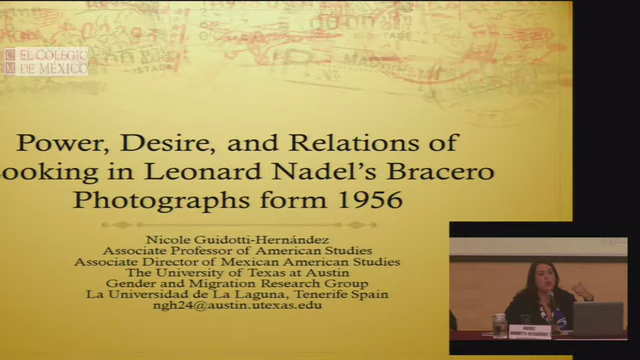 EL COLEGIO
DE MÉXICO
Power, Desire, and Relations of
ooking in Leonard Nadel's Bracero
Photographs form 1956
Nicole Guidotti-Hernández
Associate Professor of American Studies
Associate Director of Mexican American Studies
The University of Texas at Austin
Gender and Migration Research Group
La Universidad de La Laguna, Tenerife Spain
ngh24@austin.utexas.edu
NICOLE